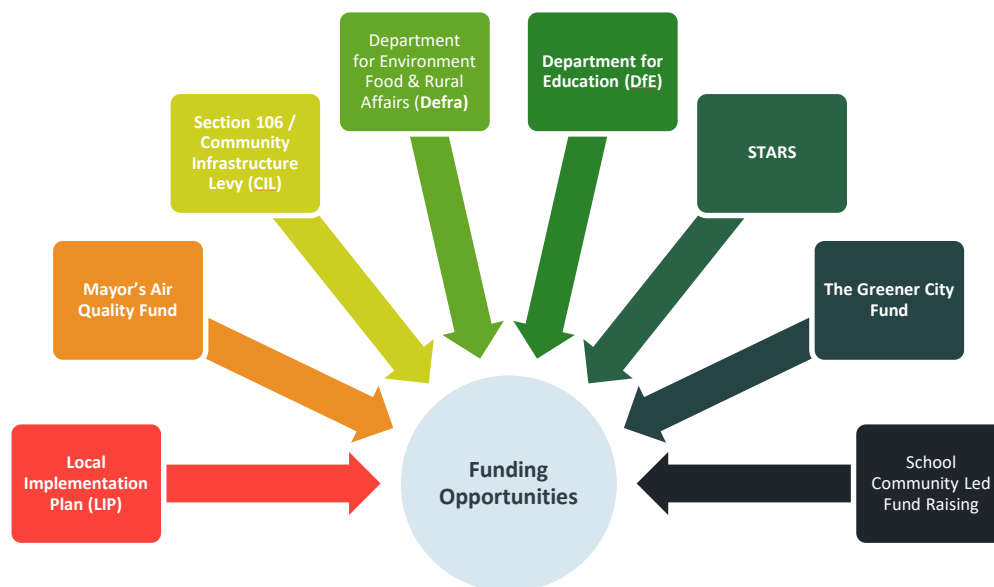 Department
for Environment
Food & Rural
Affairs (Defra)
Department for
Education (DfE)
Section 106 /
Community
Infrastructure
Levy (CIL)
STARS
Mayor’s Air
Quality Fund
The Greener City
Fund
Local
Implementation
Plan (LIP)
Funding
Opportunities
School
Community Led
Fund Raising